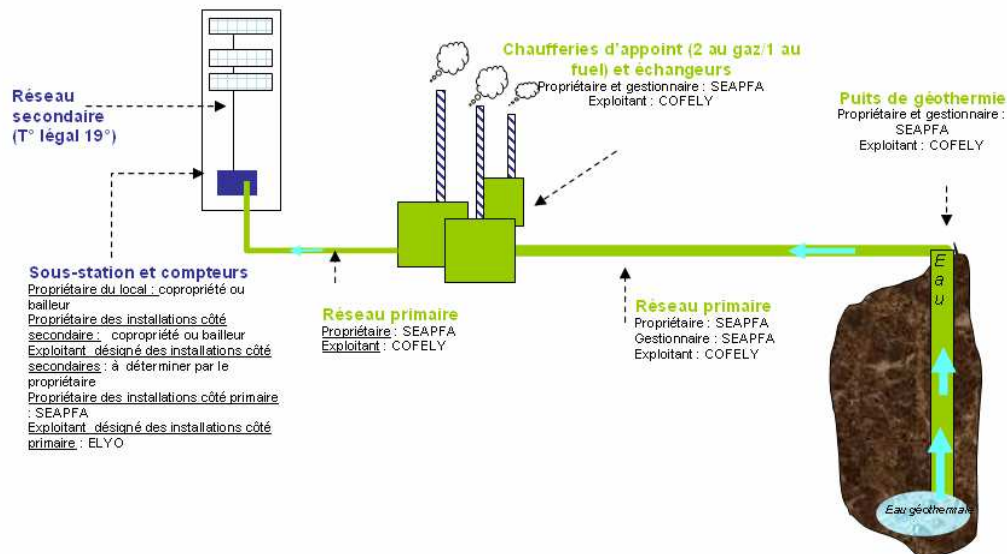 Chaufferies d'appoint (2 au gaz/1 au
fuel) et échangeurs
Propriétaire et gestionnaire : SEAPFA
Exploitant : COFELY
Réseau
secondaire
(T° légal 19°)
Puits de géothermie
Propriétaire et gestionnaire :
SEAPFA
Exploitant : COFELY
Sous-station et compteurs
Propriétaire du local : copropriété ou
bailleur
Propriétaire des installations côté
secondaire : copropriété ou bailleur
Exploitant désigné des installations côté
secondaires : à déterminer par le
propriétaire
Propriétaire des installations côté primaire
: SEAPFA
Exploitant désigné des installations côté
primaire : ELYO
Réseau primaire
Propriétaire : SEAPFA
Exploitant : COFELY
Réseau primaire
Propriétaire : SEAPFA
Gestionnaire : SEAPFA
Exploitant : COFELY
Eau
Eau géothermale